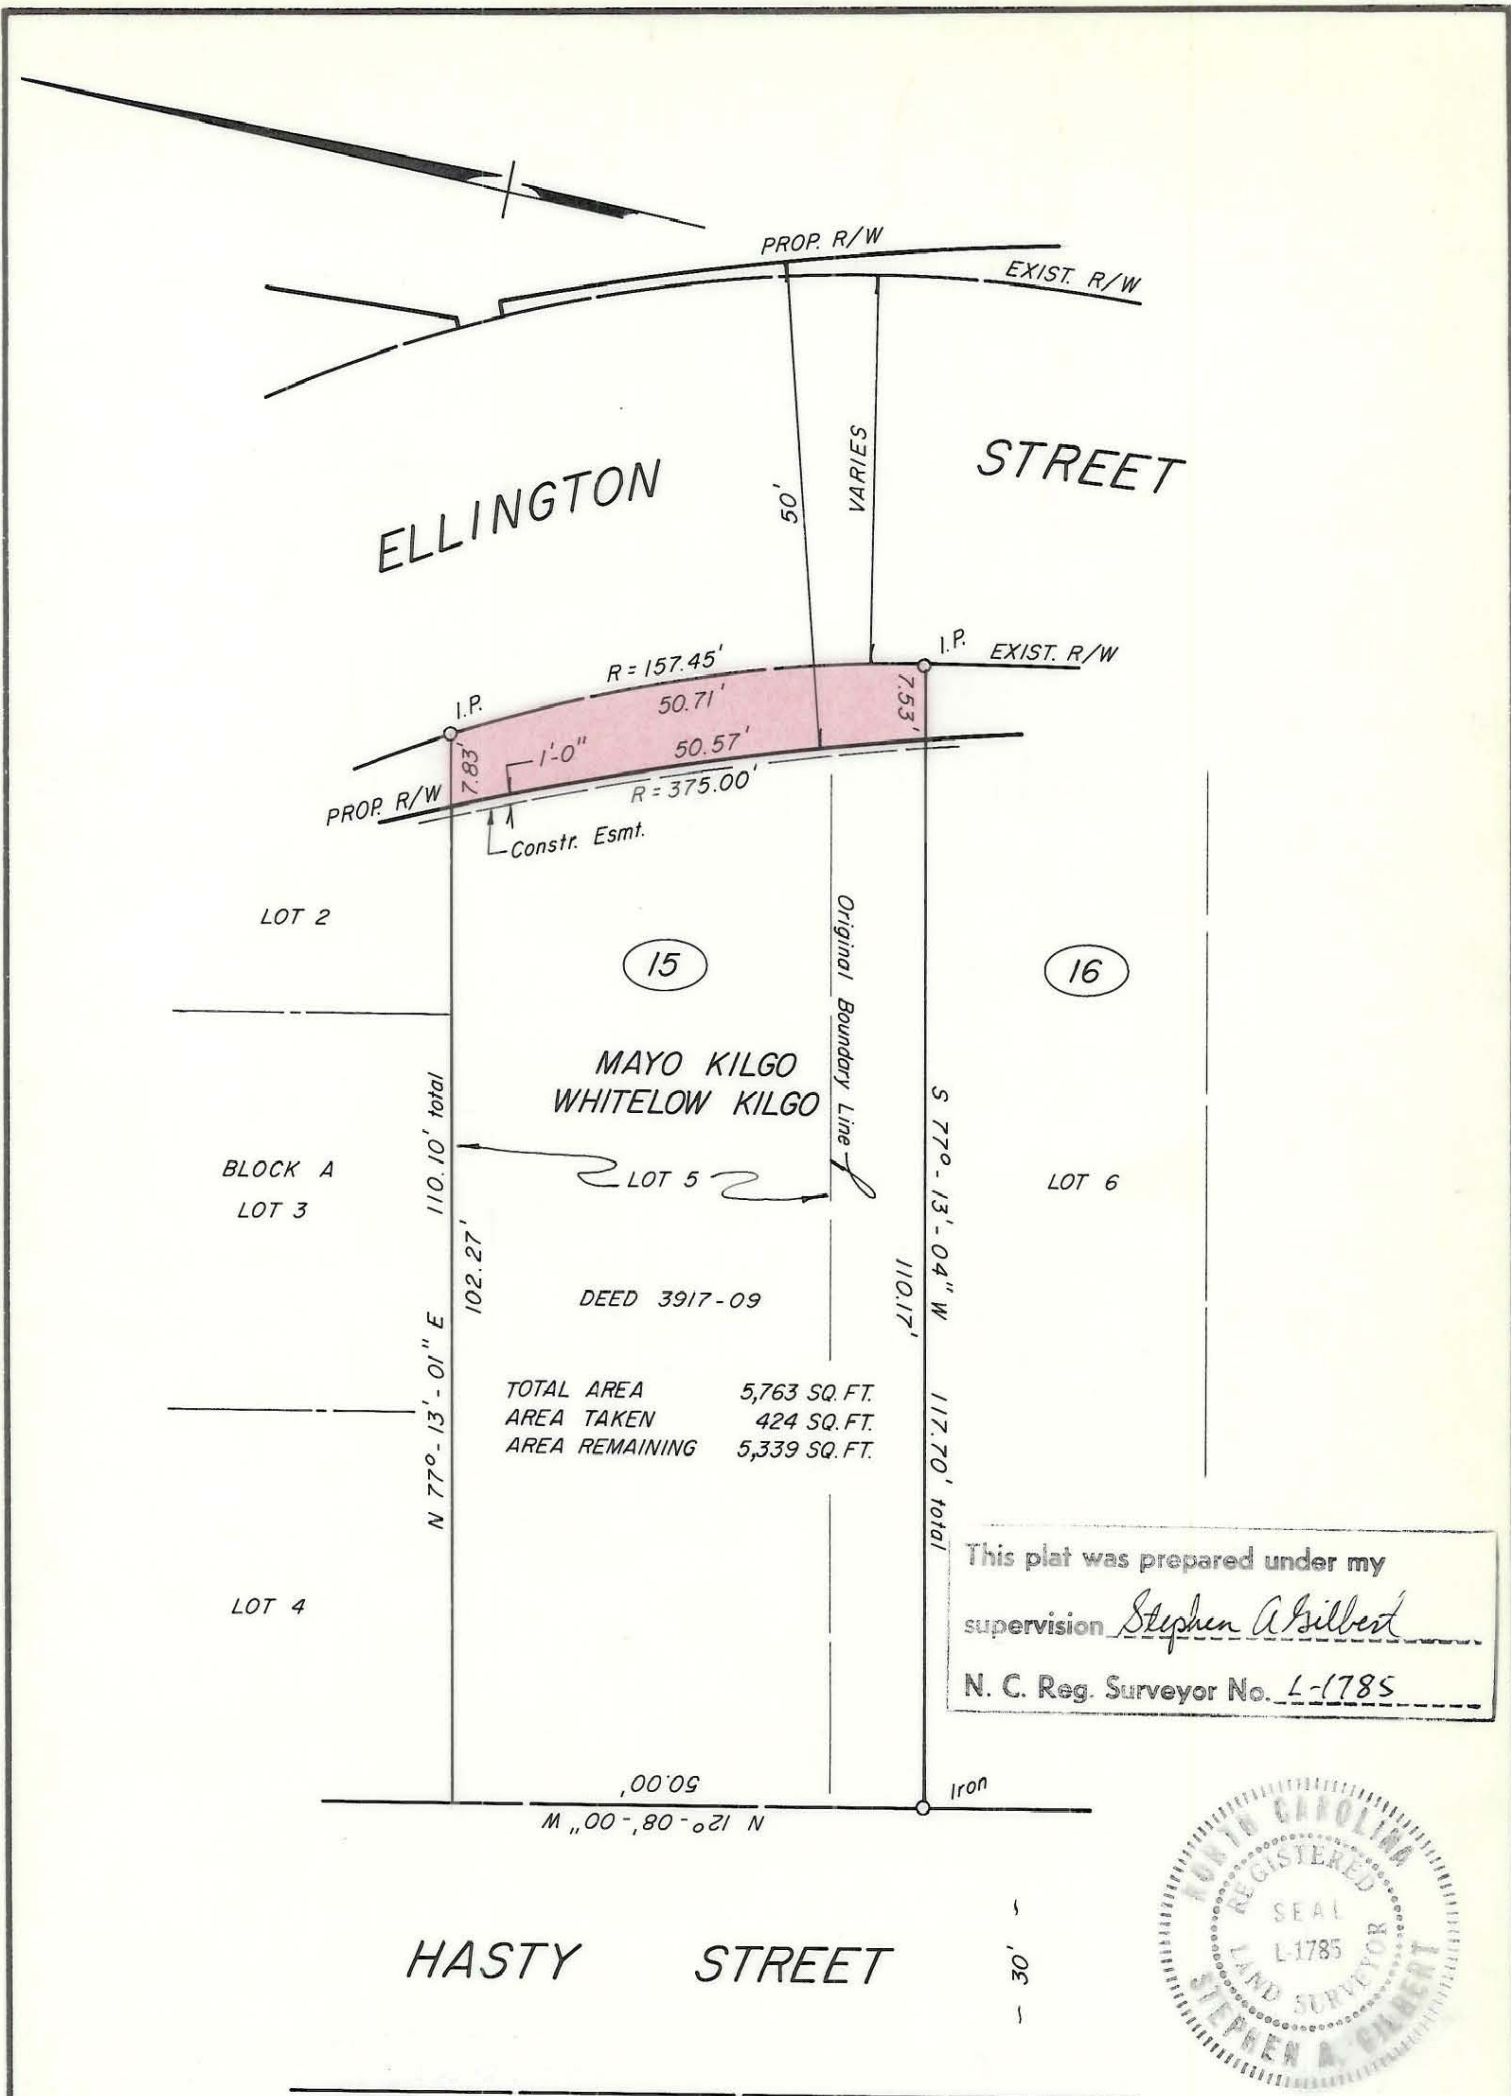 PROP. R/W
EXIST. R/W
ELLINGTON STREET
50'
VARIES
I.P.
EXIST. R/W
R = 157.45'
I.P.
50.71'
7.53'
7.83'
1'-0"
50.57'
R = 375.00'
PROP. R/W
Constr. Esmt.
LOT 2
15
16
Original Boundary Line
MAYO KILGO
WHITELOW KILGO
BLOCK A
LOT 3
LOT 5
LOT 6
N 77°-13'-01" E 110.10' total
102.27'
S 77°-13'-04" W 117.70' total
110.17'
DEED 3917-09
TOTAL AREA 5,763 SQ. FT.
AREA TAKEN 424 SQ. FT.
AREA REMAINING 5,339 SQ. FT.
LOT 4
This plat was prepared under my
supervision Stephen A Gilbert
N. C. Reg. Surveyor No. L-1785
50.00'
N 12°-08'-00" W
Iron
HASTY STREET
30'
NORTH CAROLINA
REGISTERED
SEAL
L-1785
LAND SURVEYOR
STEPHEN A. GILBERT